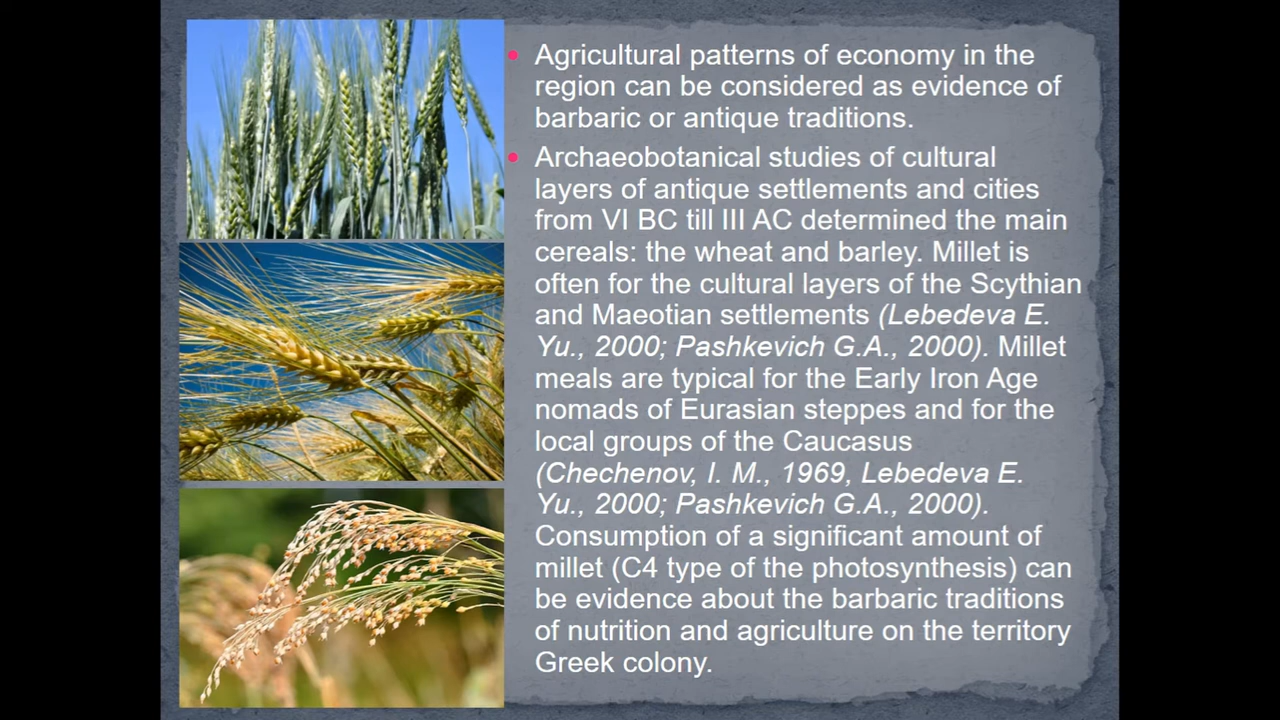 Agricultural patterns of economy in the
region can be considered as evidence of
barbaric or antique traditions.
Archaeobotanical studies of cultural
layers of antique settlements and cities
from VI BC till III AC determined the main
cereals: the wheat and barley. Millet is
often for the cultural layers of the Scythian
and Maeotian settlements (Lebedeva E.
Yu., 2000; Pashkevich G.A., 2000). Millet
meals are typical for the Early Iron Age
nomads of Eurasian steppes and for the
local groups of the Caucasus
(Chechenov, I. M., 1969, Lebedeva E.
Yu., 2000; Pashkevich G.A., 2000).
Consumption of a significant amount of
millet (C4 type of the photosynthesis) can
be evidence about the barbaric traditions
of nutrition and agriculture on the territory
Greek colony.